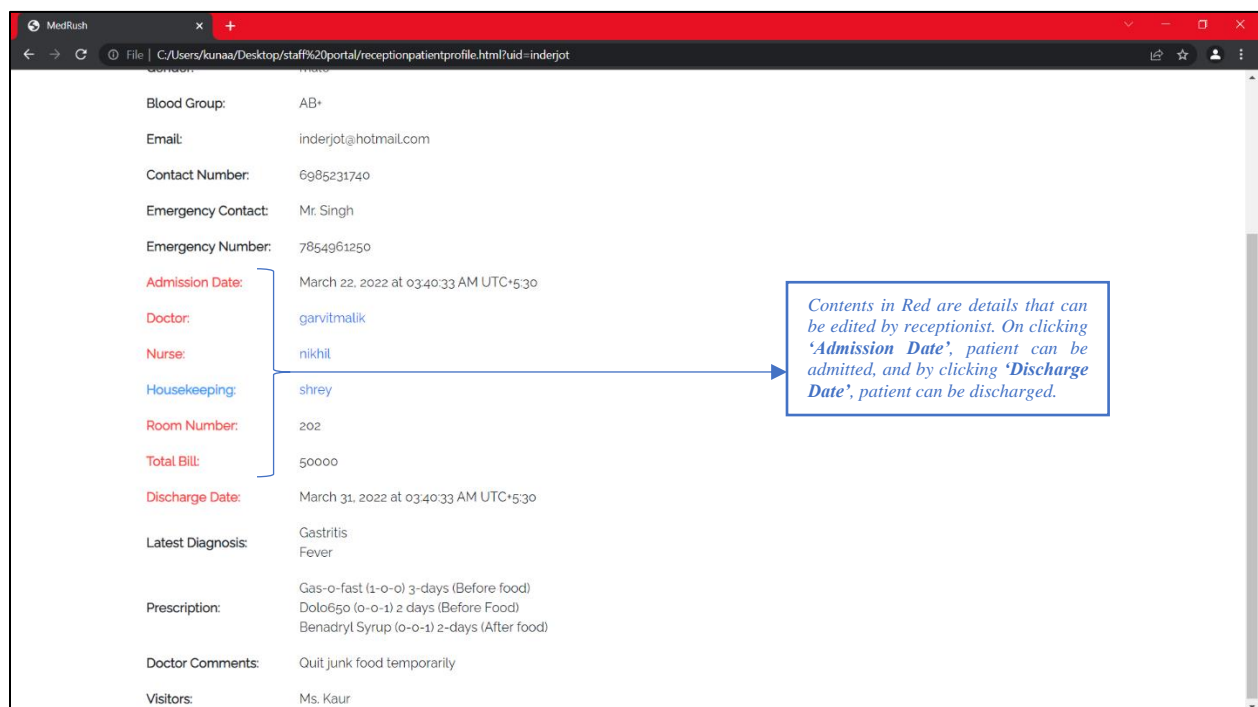 MedRush
File | C:/Users/kunaa/Desktop/staff%20portal/receptionpatientprofile.html?uid=inderjot
Gender: male
Blood Group: AB+
Email: inderjot@hotmail.com
Contact Number: 6985231740
Emergency Contact: Mr. Singh
Emergency Number: 7854961250
Admission Date: March 22, 2022 at 03:40:33 AM UTC+5:30
Doctor: garvitmalik
Nurse: nikhil
Housekeeping: shrey
Room Number: 202
Total Bill: 50000
Discharge Date: March 31, 2022 at 03:40:33 AM UTC+5:30
Latest Diagnosis: Gastritis
Fever
Prescription: Gas-o-fast (1-0-0) 3-days (Before food)
Dolo650 (0-0-1) 2 days (Before Food)
Benadryl Syrup (0-0-1) 2-days (After food)
Doctor Comments: Quit junk food temporarily
Visitors: Ms. Kaur
Contents in Red are details that can
be edited by receptionist. On clicking
‘Admission Date’, patient can be
admitted, and by clicking ‘Discharge
Date’, patient can be discharged.